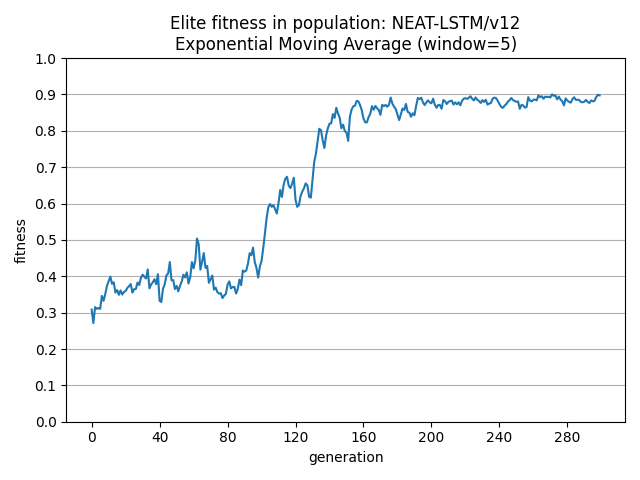 Elite fitness in population: NEAT-LSTM/v12
Exponential Moving Average (window=5)
1.0
0.9
0.8
0.7
0.6
0.5
0.4
0.3
0.2
0.1
0.0
fitness
0 40 80 120 160 200 240 280
generation